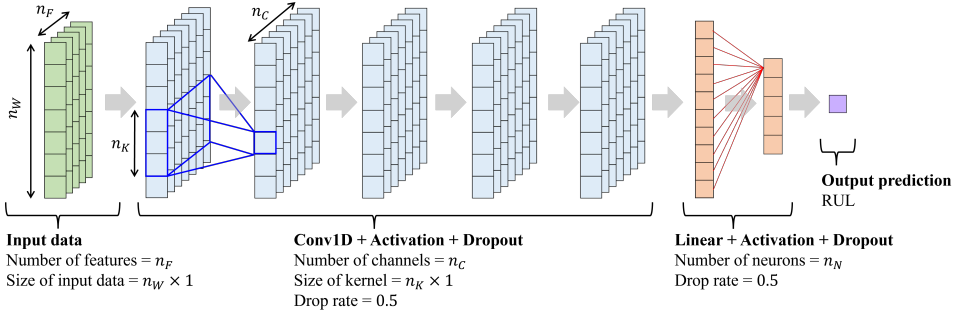 n_F
n_C
n_W
n_K
Input data
Number of features = n_F
Size of input data = n_W × 1
Conv1D + Activation + Dropout
Number of channels = n_C
Size of kernel = n_K × 1
Drop rate = 0.5
Linear + Activation + Dropout
Number of neurons = n_N
Drop rate = 0.5
Output prediction
RUL